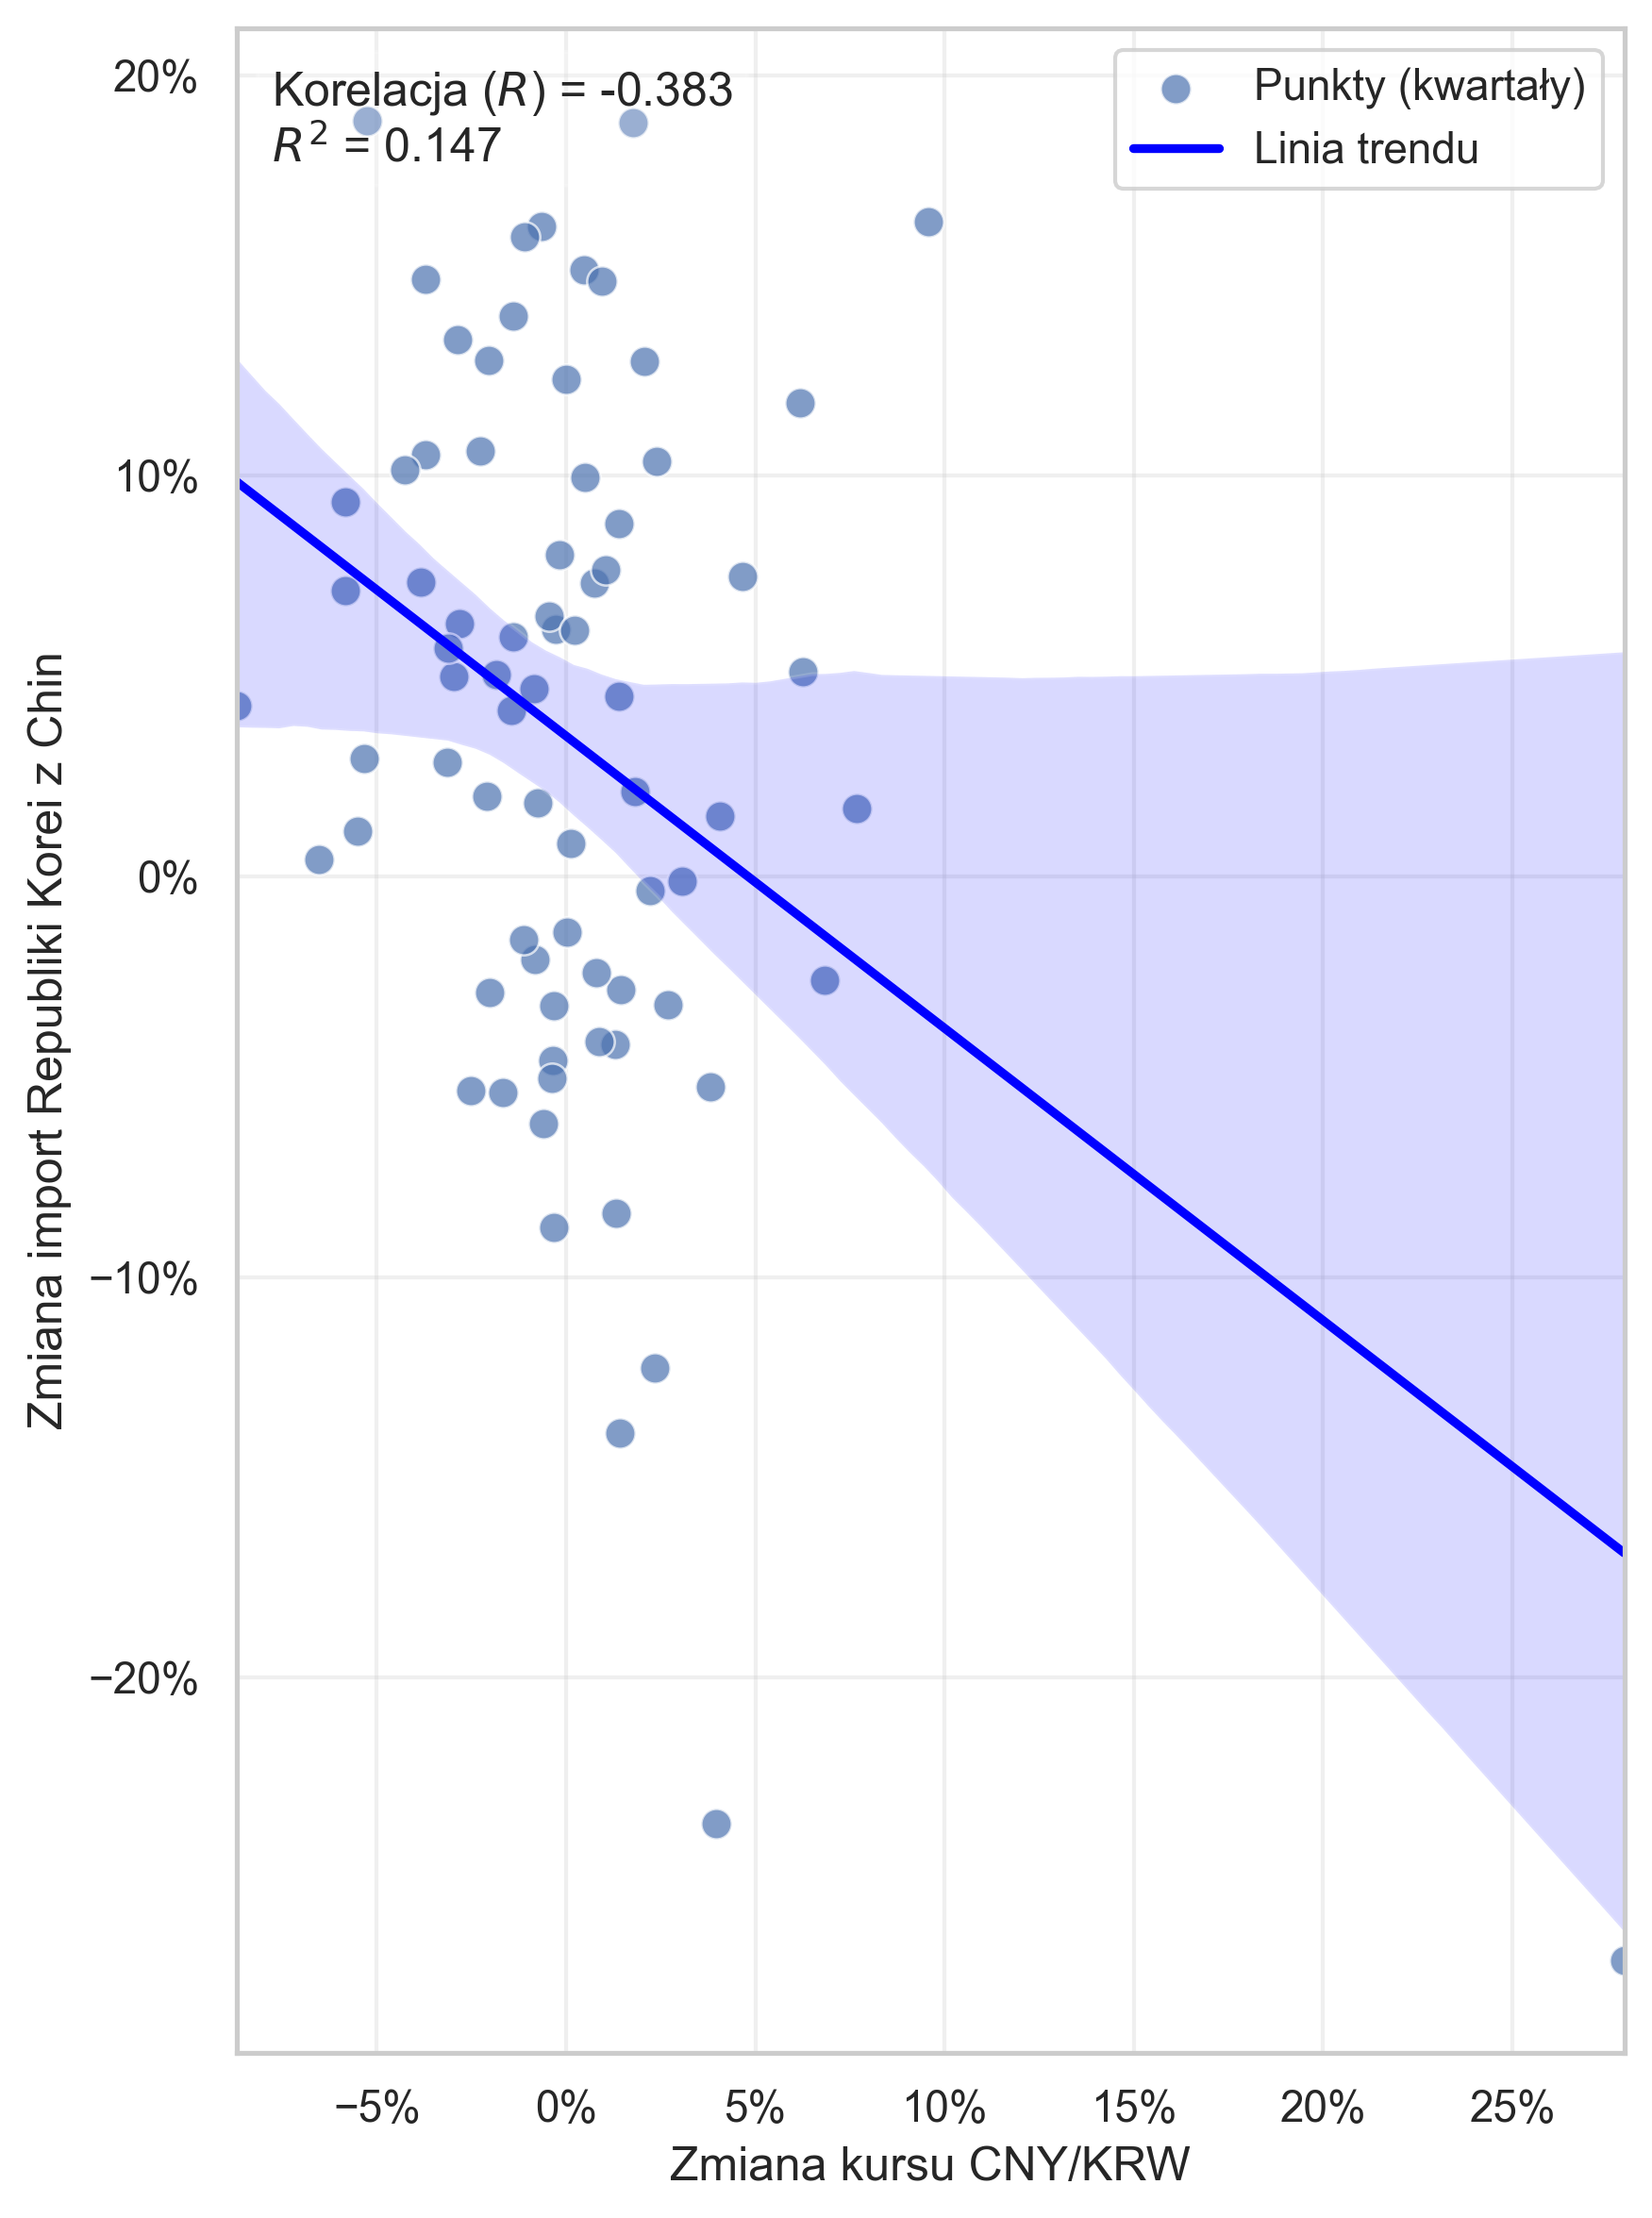 Korelacja (R) = -0.383
R² = 0.147
Punkty (kwartały)
Linia trendu
20%
10%
0%
−10%
−20%
Zmiana import Republiki Korei z Chin
−5%
0%
5%
10%
15%
20%
25%
Zmiana kursu CNY/KRW